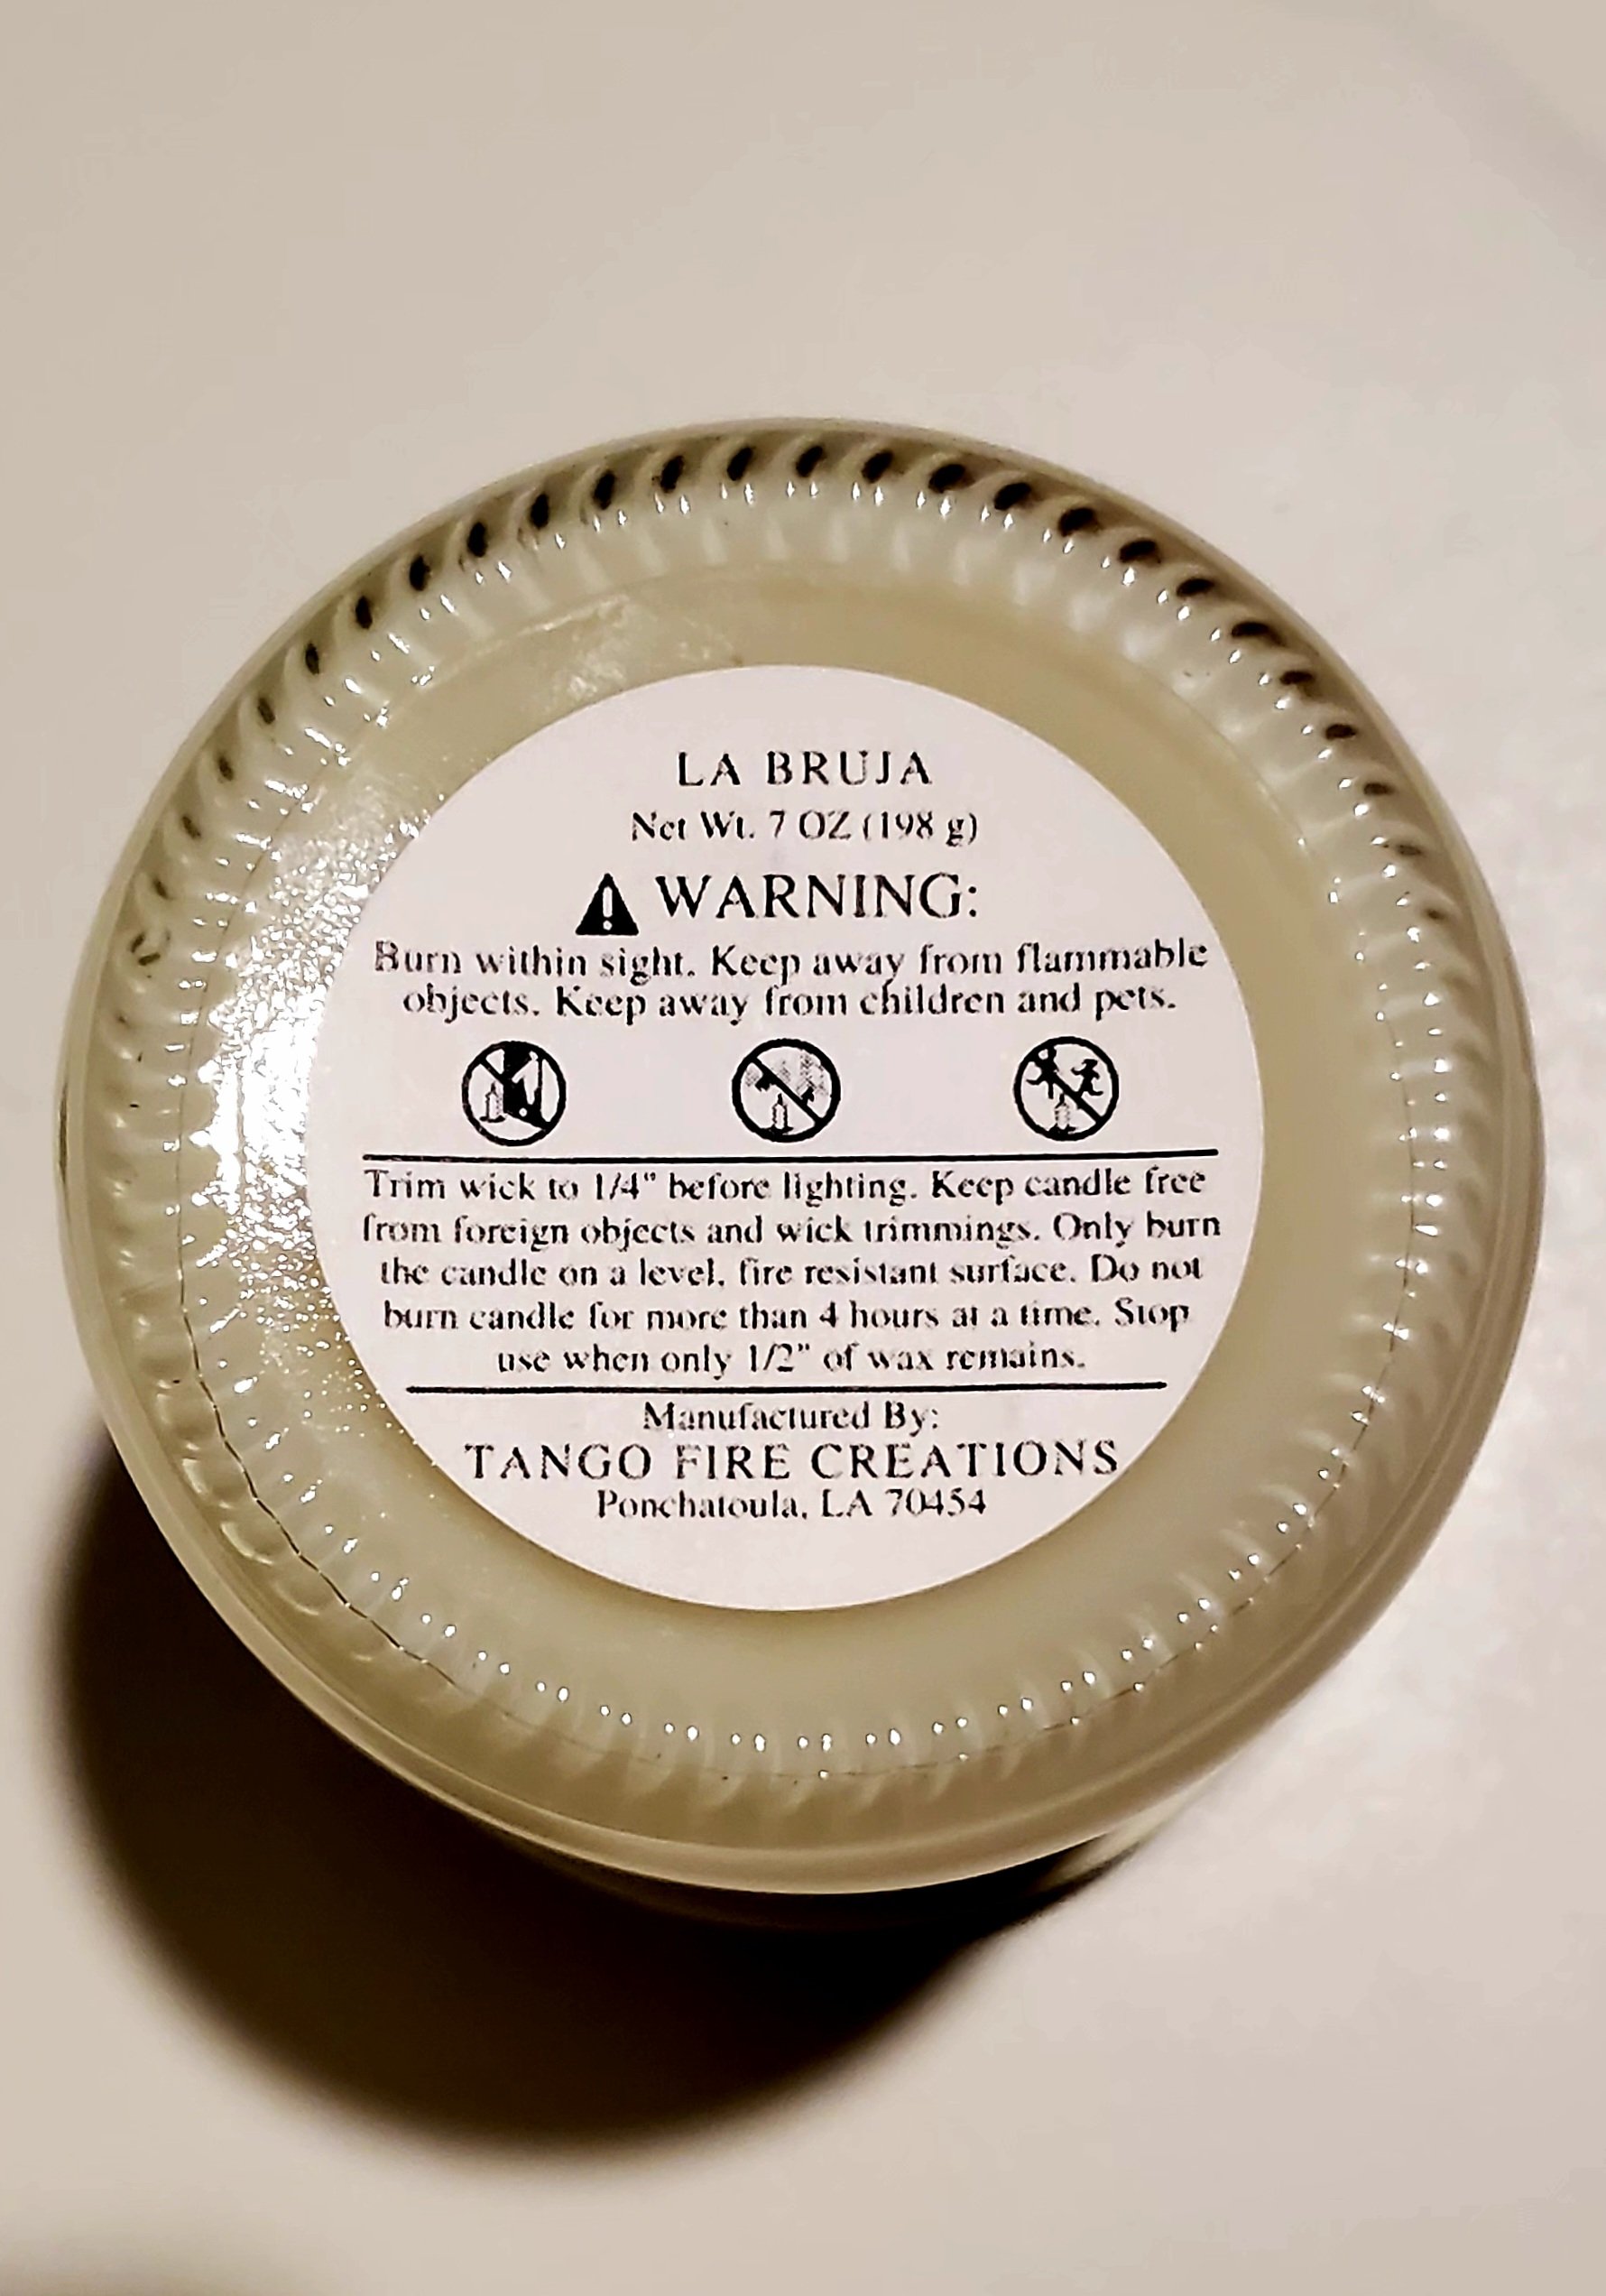 LA BRUJA
Net Wt. 7 OZ (198 g)
WARNING:
Burn within sight. Keep away from flammable
objects. Keep away from children and pets.
Trim wick to 1/4" before lighting. Keep candle free
from foreign objects and wick trimmings. Only burn
the candle on a level, fire resistant surface. Do not
burn candle for more than 4 hours at a time. Stop
use when only 1/2" of wax remains.
Manufactured By:
TANGO FIRE CREATIONS
Ponchatoula, LA 70454